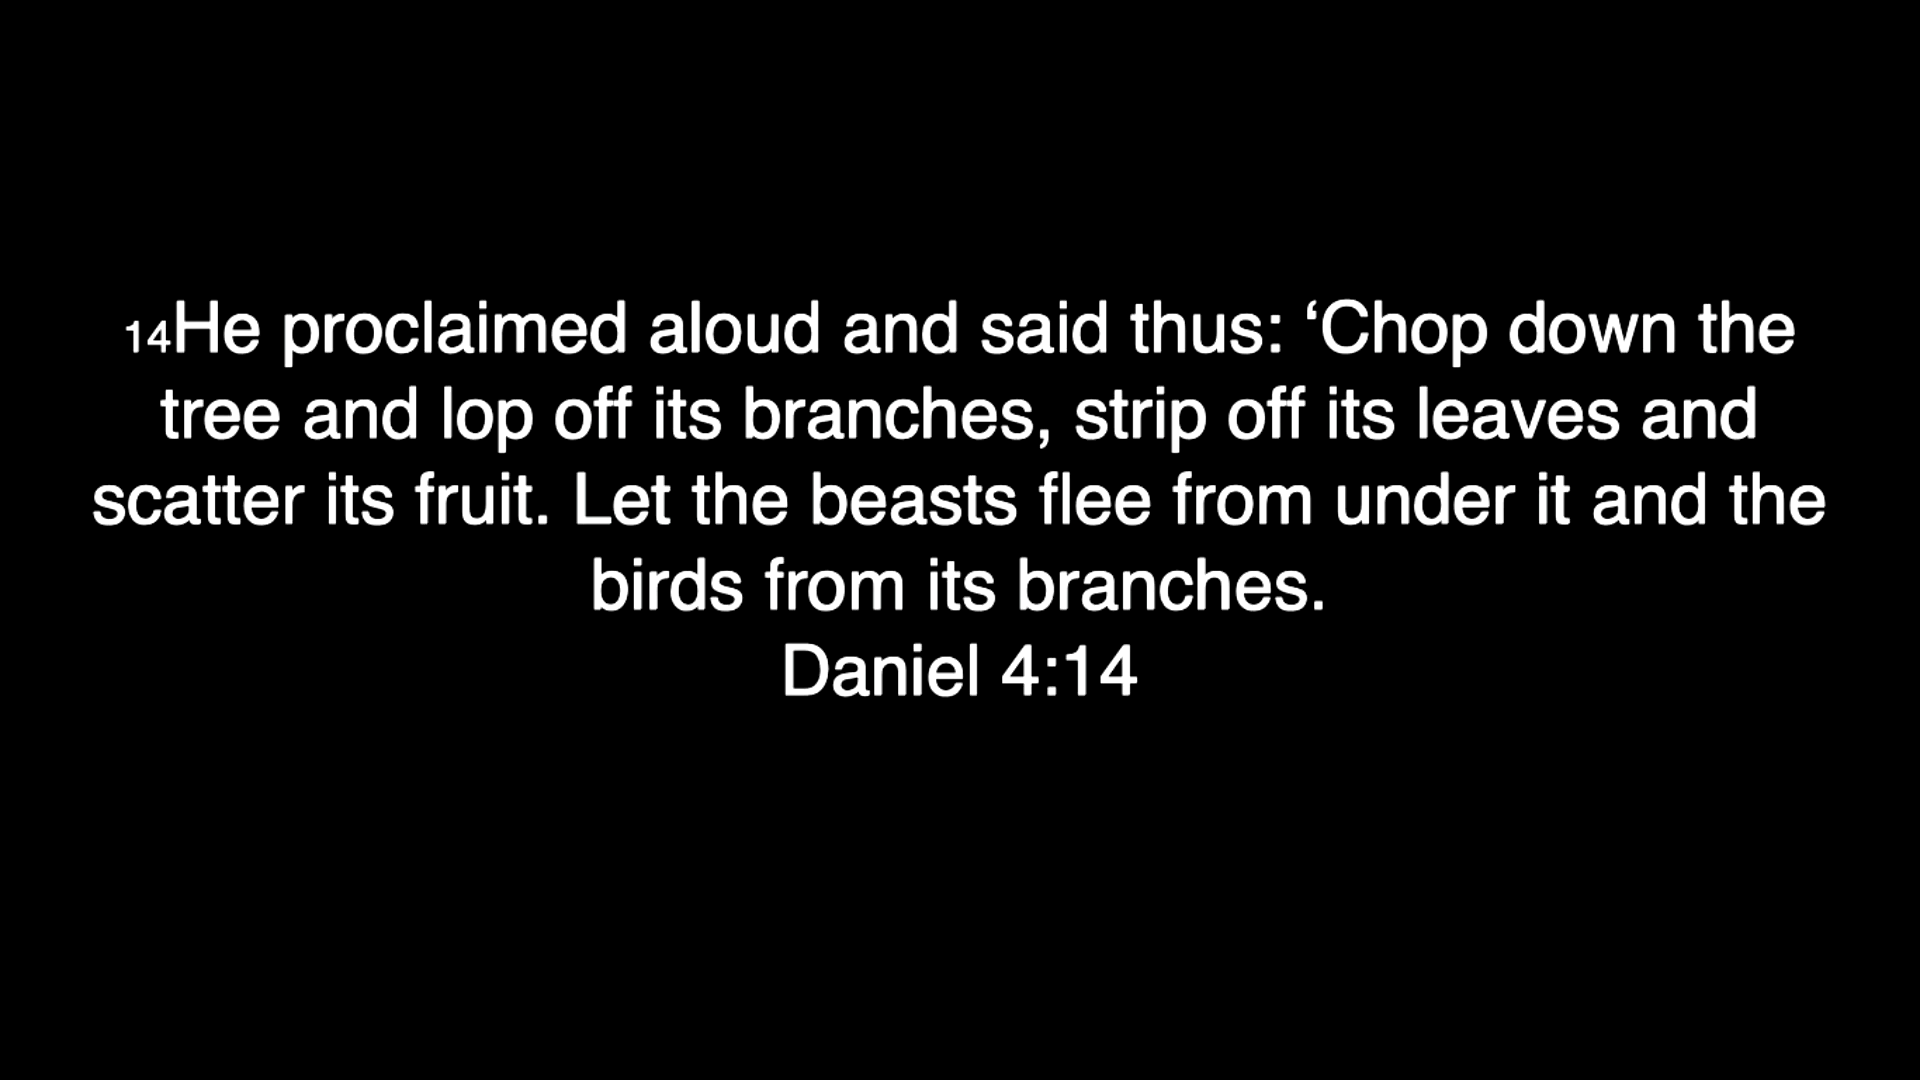 14He proclaimed aloud and said thus: ‘Chop down the
tree and lop off its branches, strip off its leaves and
scatter its fruit. Let the beasts flee from under it and the
birds from its branches.
Daniel 4:14